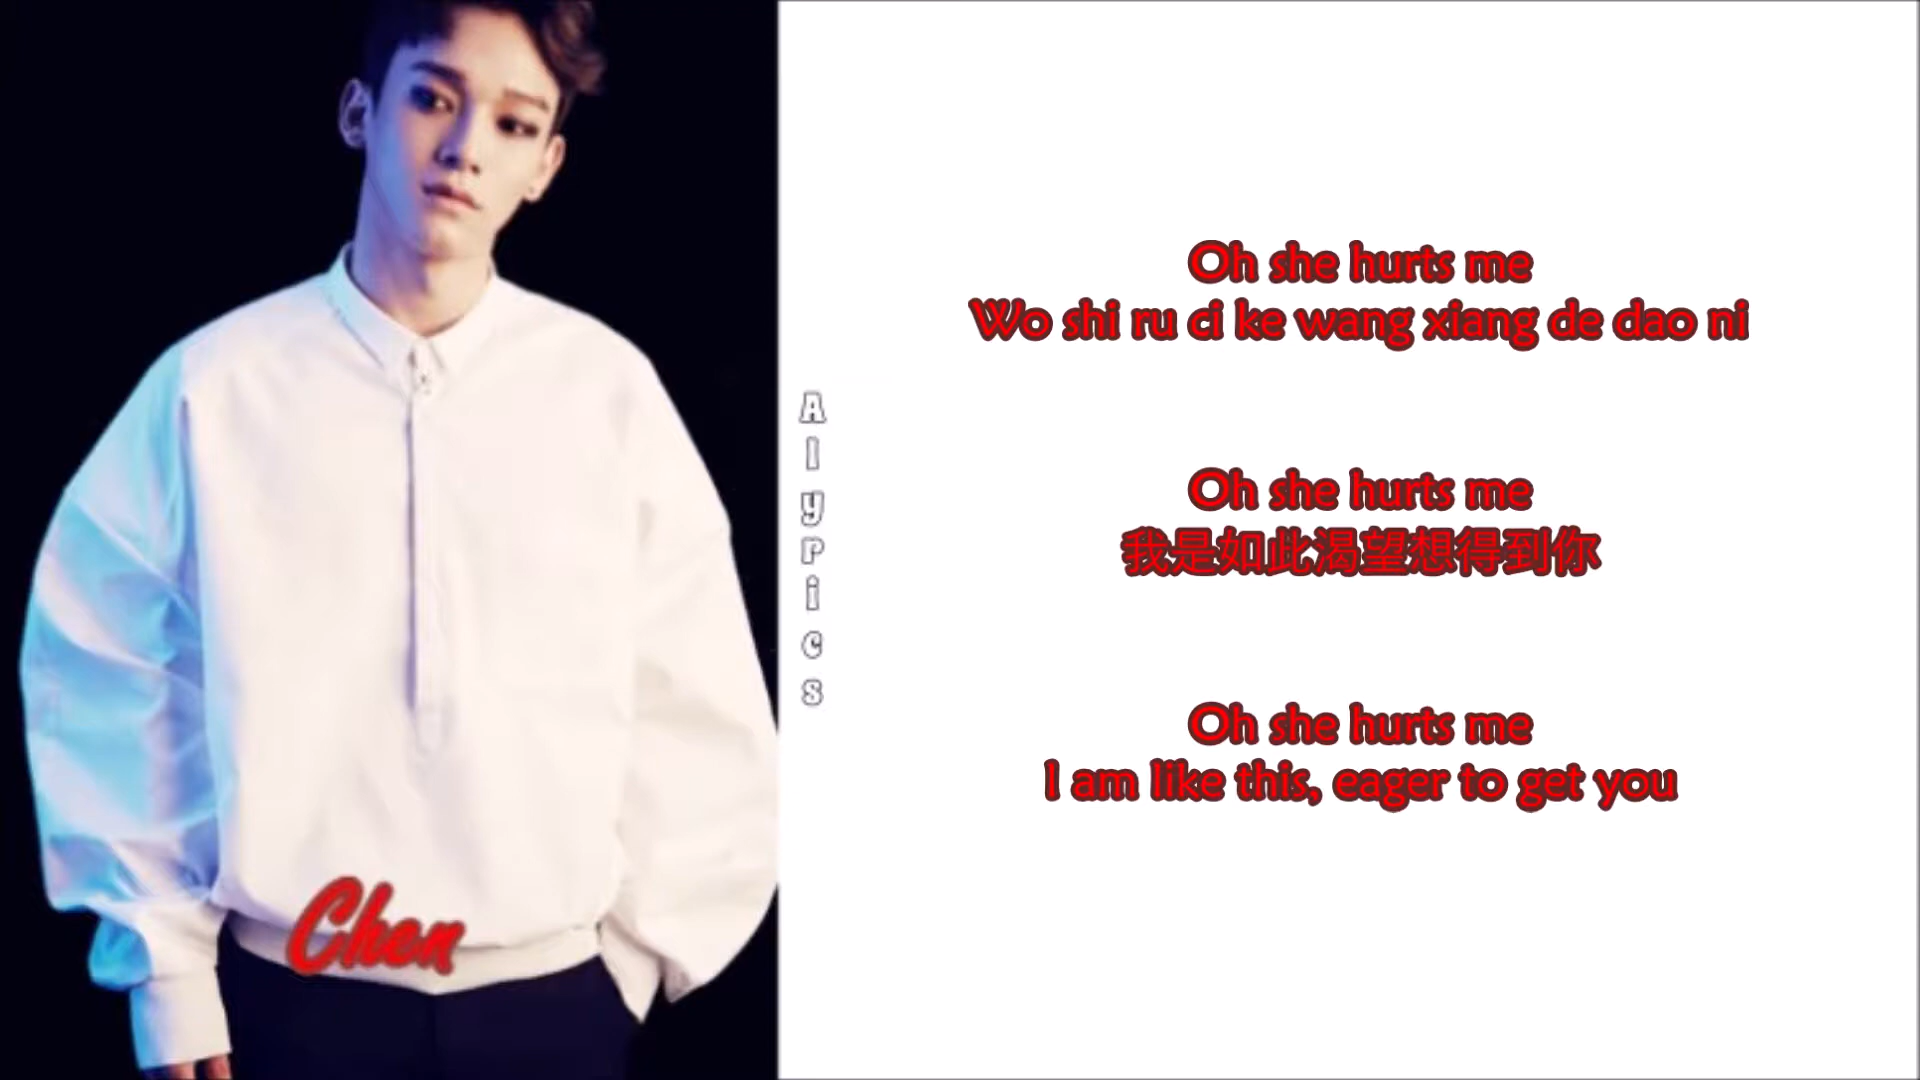 Oh she hurts me
Wo shi ru ci ke wang xiang de dao ni
Oh she hurts me
我是如此渴望想得到你
Oh she hurts me
I am like this, eager to get you
Alyrics
Chen